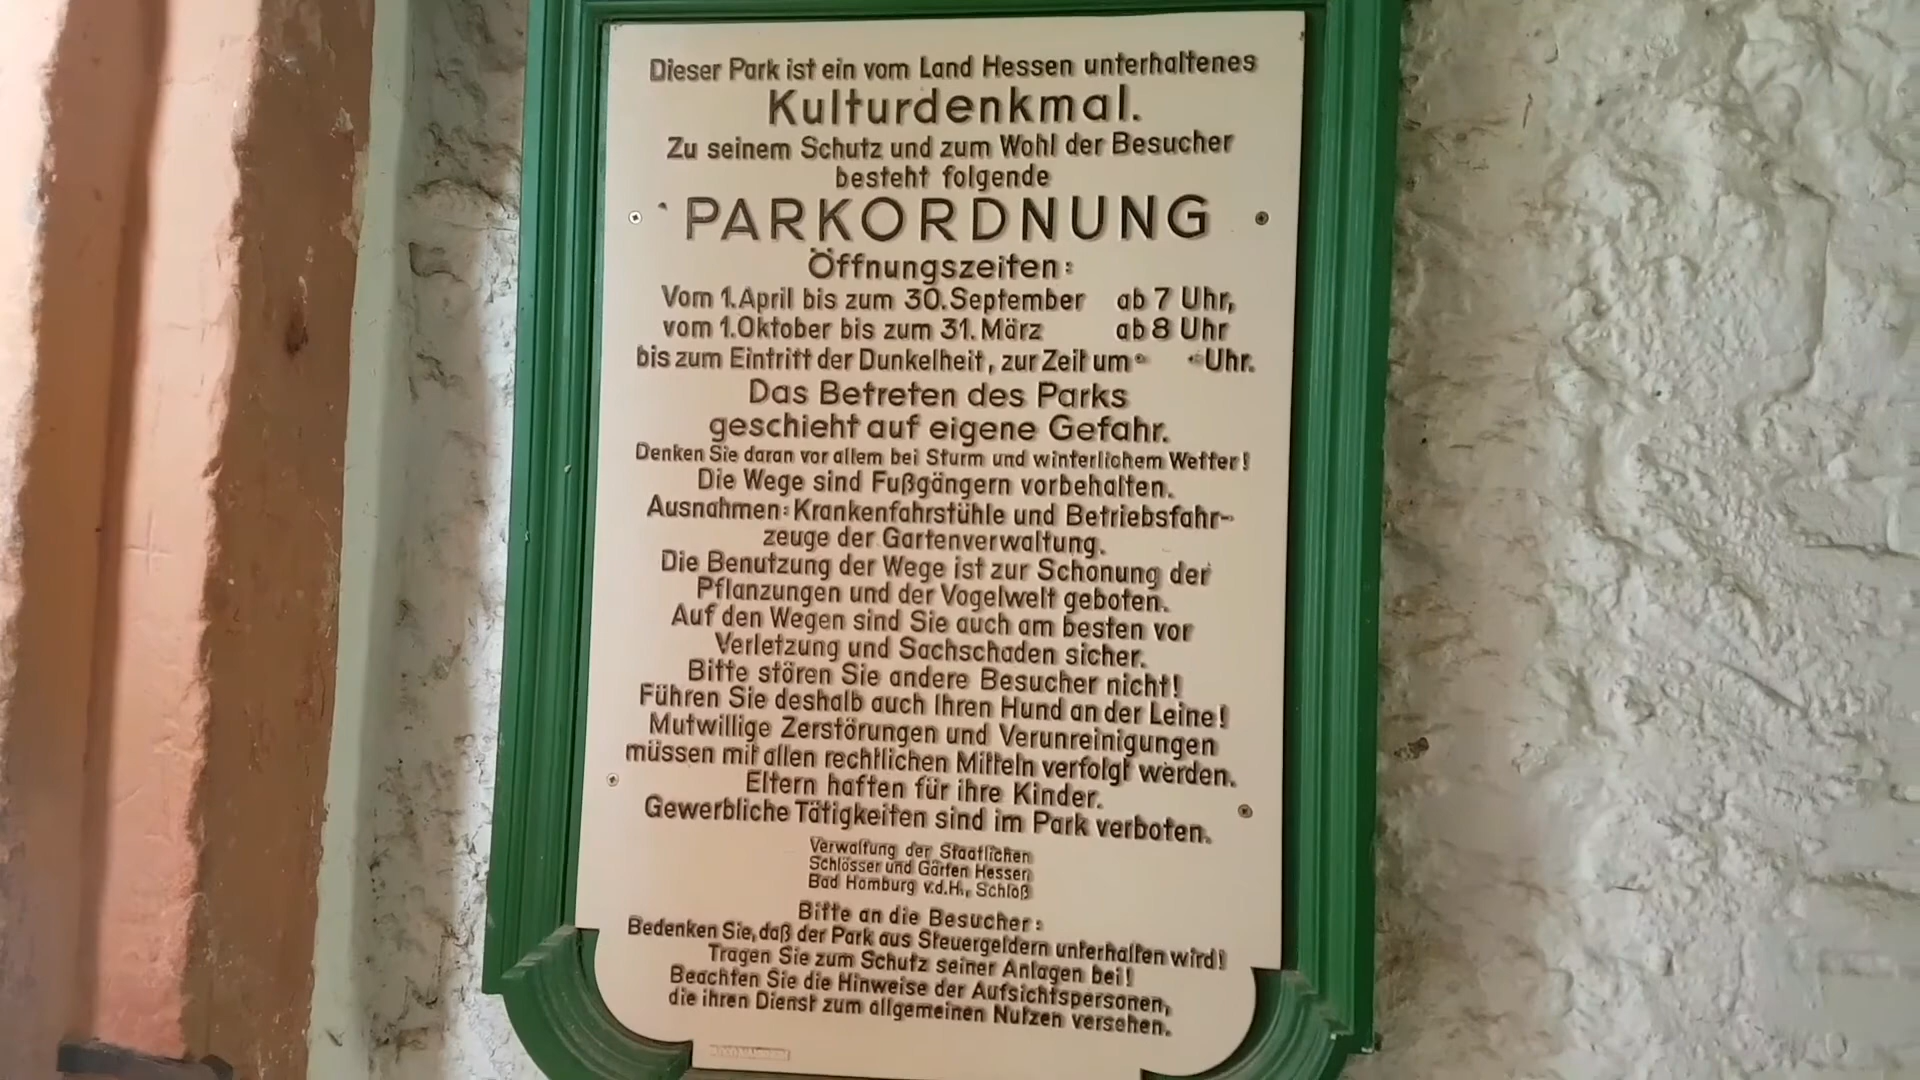 Dieser Park ist ein vom Land Hessen unterhaltenes
Kulturdenkmal.
Zu seinem Schutz und zum Wohl der Besucher
besteht folgende
PARKORDNUNG
Öffnungszeiten:
Vom 1. April bis zum 30. September ab 7 Uhr,
vom 1. Oktober bis zum 31. März ab 8 Uhr
bis zum Eintritt der Dunkelheit, zur Zeit um Uhr.
Das Betreten des Parks
geschieht auf eigene Gefahr.
Denken Sie daran vor allem bei Sturm und winterlichem Wetter!
Die Wege sind Fußgängern vorbehalten.
Ausnahmen: Krankenfahrstühle und Betriebsfahr-
zeuge der Gartenverwaltung.
Die Benutzung der Wege ist zur Schonung der
Pflanzungen und der Vogelwelt geboten.
Auf den Wegen sind Sie auch am besten vor
Verletzung und Sachschaden sicher.
Bitte stören Sie andere Besucher nicht!
Führen Sie deshalb auch Ihren Hund an der Leine!
Mutwillige Zerstörungen und Verunreinigungen
müssen mit allen rechtlichen Mitteln verfolgt werden.
Eltern haften für ihre Kinder.
Gewerbliche Tätigkeiten sind im Park verboten.
Verwaltung der Staatlichen
Schlösser und Gärten Hessen
Bad Homburg v.d.H., Schloß
Bitte an die Besucher:
Bedenken Sie, daß der Park aus Steuergeldern unterhalten wird!
Tragen Sie zum Schutz seiner Anlagen bei!
Beachten Sie die Hinweise der Aufsichtspersonen,
die ihren Dienst zum allgemeinen Nutzen versehen.